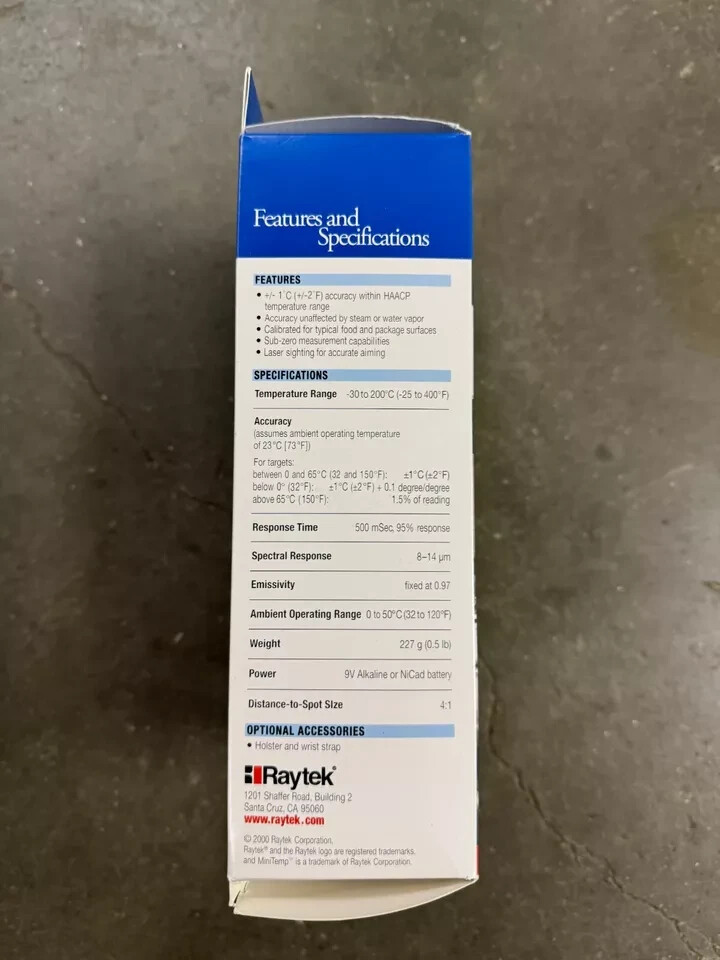 Features and
Specifications
FEATURES
• +/- 1°C (+/-2°F) accuracy within HAACP
temperature range
• Accuracy unaffected by steam or water vapor
• Calibrated for typical food and package surfaces
• Sub-zero measurement capabilities
• Laser sighting for accurate aiming
SPECIFICATIONS
Temperature Range -30 to 200°C (-25 to 400°F)
Accuracy
(assumes ambient operating temperature
of 23°C [73°F])
For targets:
between 0 and 65°C (32 and 150°F): ±1°C (±2°F)
below 0° (32°F): ±1°C (±2°F) + 0.1 degree/degree
above 65°C (150°F): 1.5% of reading
Response Time 500 mSec, 95% response
Spectral Response 8–14 µm
Emissivity fixed at 0.97
Ambient Operating Range 0 to 50°C (32 to 120°F)
Weight 227 g (0.5 lb)
Power 9V Alkaline or NiCad battery
Distance-to-Spot SIze 4:1
OPTIONAL ACCESSORIES
• Holster and wrist strap
Raytek®
1201 Shaffer Road, Building 2
Santa Cruz, CA 95060
www.raytek.com
© 2000 Raytek Corporation.
Raytek® and the Raytek logo are registered trademarks,
and MiniTemp™ is a trademark of Raytek Corporation.